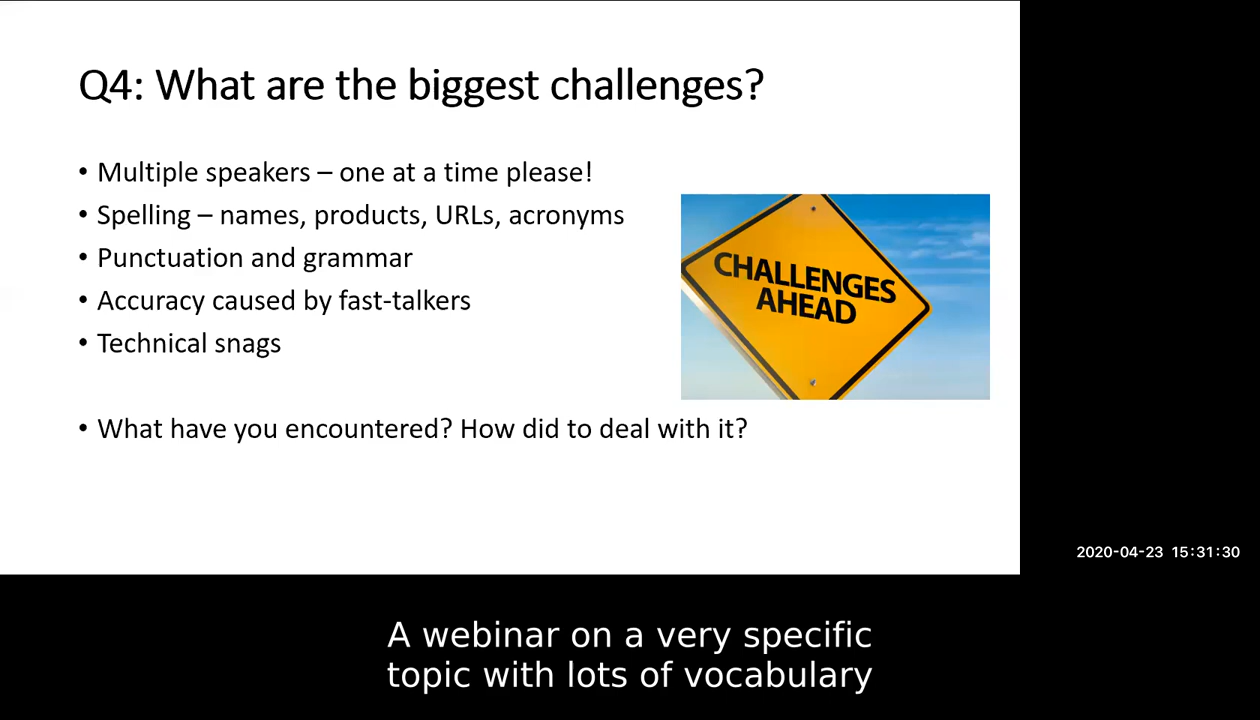 Q4: What are the biggest challenges?
• Multiple speakers – one at a time please!
• Spelling – names, products, URLs, acronyms
• Punctuation and grammar
• Accuracy caused by fast-talkers
• Technical snags
CHALLENGES
AHEAD
• What have you encountered? How did to deal with it?
2020-04-23 15:31:30
A webinar on a very specific
topic with lots of vocabulary